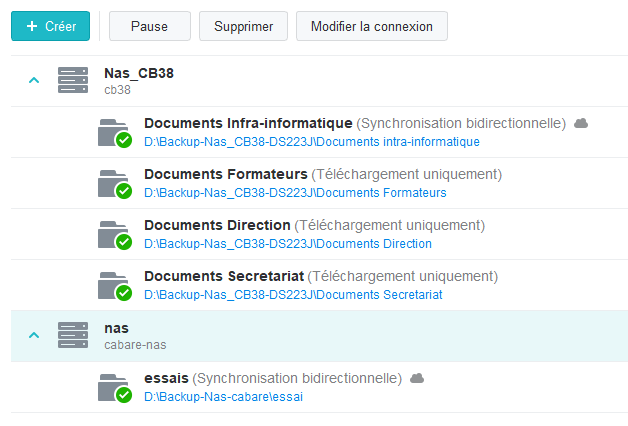 + Créer Pause Supprimer Modifier la connexion
Nas_CB38
cb38
Documents Infra-informatique (Synchronisation bidirectionnelle)
D:\Backup-Nas_CB38-DS223J\Documents intra-informatique
Documents Formateurs (Téléchargement uniquement)
D:\Backup-Nas_CB38-DS223J\Documents Formateurs
Documents Direction (Téléchargement uniquement)
D:\Backup-Nas_CB38-DS223J\Documents Direction
Documents Secretariat (Téléchargement uniquement)
D:\Backup-Nas_CB38-DS223J\Documents Secretariat
nas
cabare-nas
essais (Synchronisation bidirectionnelle)
D:\Backup-Nas-cabare\essai